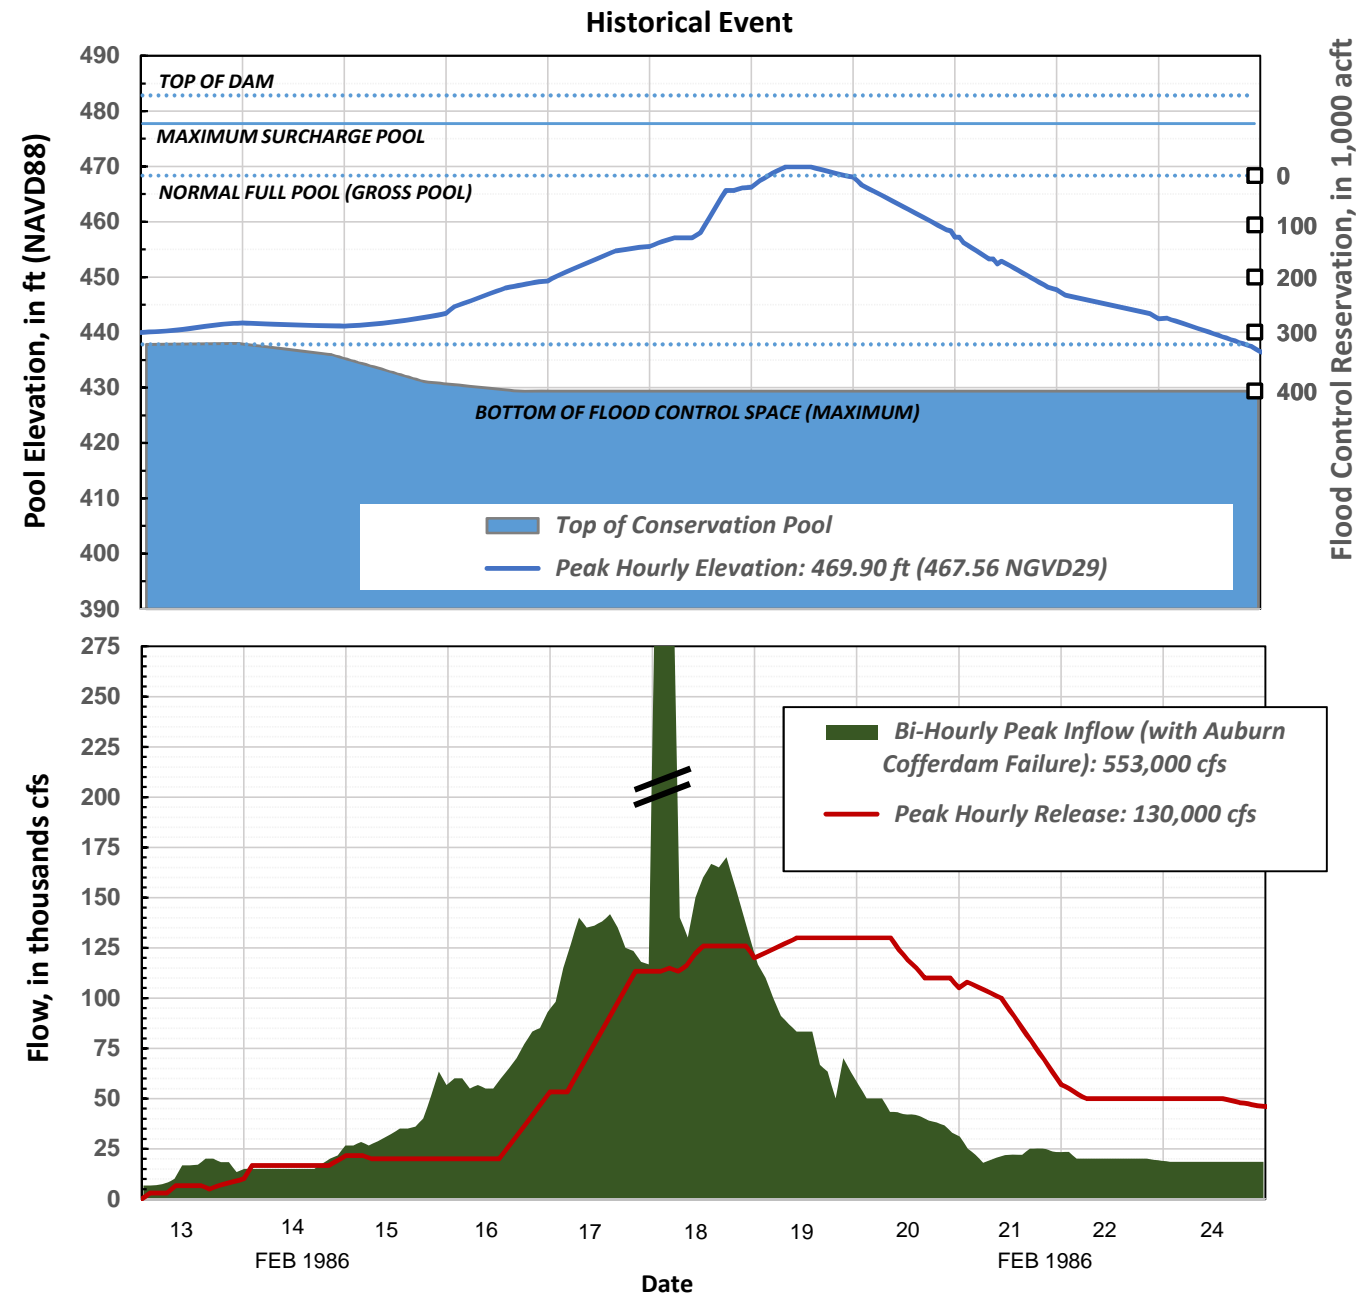 Historical Event
490
480
470
460
450
440
430
420
410
400
390
Pool Elevation, in ft (NAVD88)
TOP OF DAM
MAXIMUM SURCHARGE POOL
NORMAL FULL POOL (GROSS POOL)
BOTTOM OF FLOOD CONTROL SPACE (MAXIMUM)
Top of Conservation Pool
Peak Hourly Elevation: 469.90 ft (467.56 NGVD29)
0
100
200
300
400
Flood Control Reservation, in 1,000 acft
275
250
225
200
175
150
125
100
75
50
25
0
Flow, in thousands cfs
Bi-Hourly Peak Inflow (with Auburn
Cofferdam Failure): 553,000 cfs
Peak Hourly Release: 130,000 cfs
13 14 15 16 17 18 19 20 21 22 24
FEB 1986 FEB 1986
Date